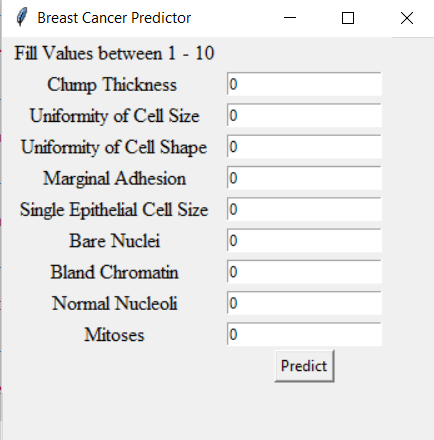 Breast Cancer Predictor
Fill Values between 1 - 10
Clump Thickness 0
Uniformity of Cell Size 0
Uniformity of Cell Shape 0
Marginal Adhesion 0
Single Epithelial Cell Size 0
Bare Nuclei 0
Bland Chromatin 0
Normal Nucleoli 0
Mitoses 0
Predict